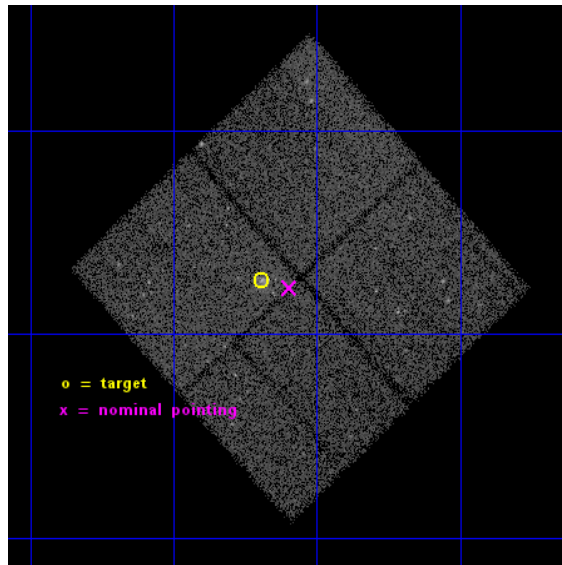 o = target
x = nominal pointing